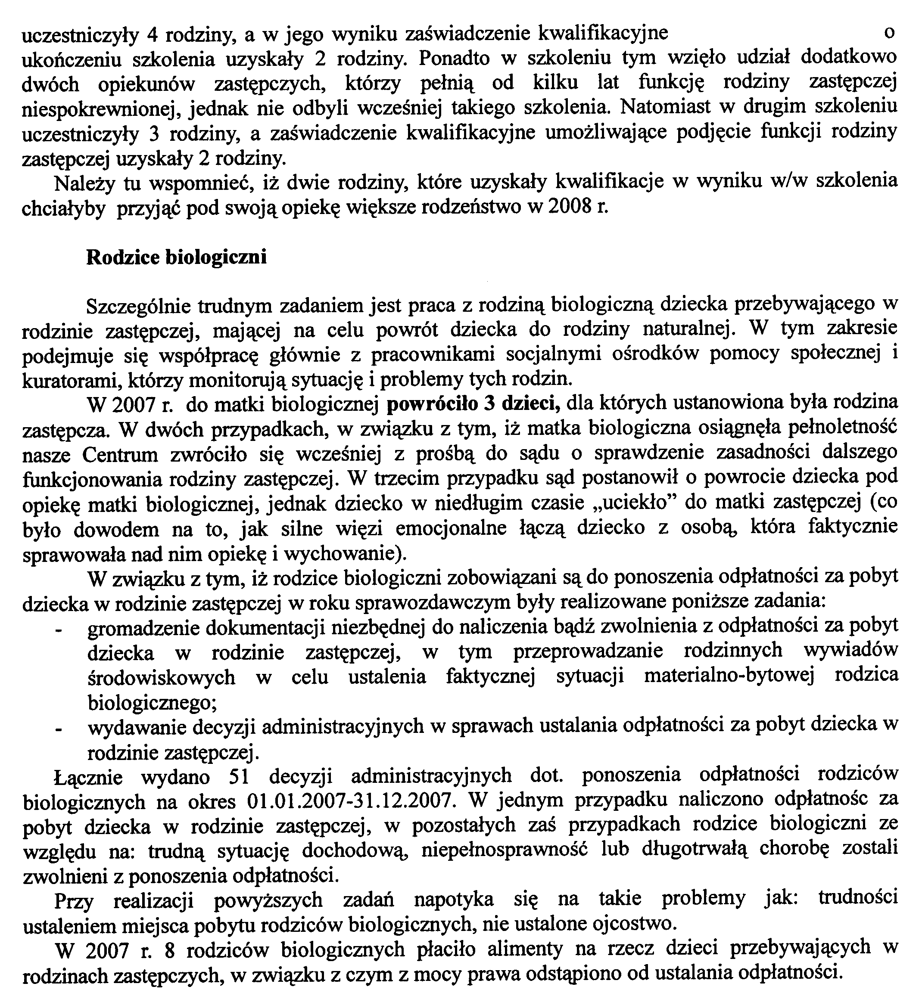 uczestniczyły 4 rodziny, a w jego wyniku zaświadczenie kwalifikacyjne o
ukończeniu szkolenia uzyskały 2 rodziny. Ponadto w szkoleniu tym wzięło udział dodatkowo
dwóch opiekunów zastępczych, którzy pełnią od kilku lat funkcję rodziny zastępczej
niespokrewnionej, jednak nie odbyli wcześniej takiego szkolenia. Natomiast w drugim szkoleniu
uczestniczyły 3 rodziny, a zaświadczenie kwalifikacyjne umożliwające podjęcie funkcji rodziny
zastępczej uzyskały 2 rodziny.
Należy tu wspomnieć, iż dwie rodziny, które uzyskały kwalifikacje w wyniku w/w szkolenia
chciałyby przyjąć pod swoją opiekę większe rodzeństwo w 2008 r.
Rodzice biologiczni
Szczególnie trudnym zadaniem jest praca z rodziną biologiczną dziecka przebywającego w
rodzinie zastępczej, mającej na celu powrót dziecka do rodziny naturalnej. W tym zakresie
podejmuje się współpracę głównie z pracownikami socjalnymi ośrodków pomocy społecznej i
kuratorami, którzy monitorują sytuację i problemy tych rodzin.
W 2007 r. do matki biologicznej powróciło 3 dzieci, dla których ustanowiona była rodzina
zastępcza. W dwóch przypadkach, w związku z tym, iż matka biologiczna osiągnęła pełnoletność
nasze Centrum zwróciło się wcześniej z prośbą do sądu o sprawdzenie zasadności dalszego
funkcjonowania rodziny zastępczej. W trzecim przypadku sąd postanowił o powrocie dziecka pod
opiekę matki biologicznej, jednak dziecko w niedługim czasie „uciekło” do matki zastępczej (co
było dowodem na to, jak silne więzi emocjonalne łączą dziecko z osobą, która faktycznie
sprawowała nad nim opiekę i wychowanie).
W związku z tym, iż rodzice biologiczni zobowiązani są do ponoszenia odpłatności za pobyt
dziecka w rodzinie zastępczej w roku sprawozdawczym były realizowane poniższe zadania:
- gromadzenie dokumentacji niezbędnej do naliczenia bądź zwolnienia z odpłatności za pobyt
dziecka w rodzinie zastępczej, w tym przeprowadzanie rodzinnych wywiadów
środowiskowych w celu ustalenia faktycznej sytuacji materialno-bytowej rodzica
biologicznego;
- wydawanie decyzji administracyjnych w sprawach ustalania odpłatności za pobyt dziecka w
rodzinie zastępczej.
Łącznie wydano 51 decyzji administracyjnych dot. ponoszenia odpłatności rodziców
biologicznych na okres 01.01.2007-31.12.2007. W jednym przypadku naliczono odpłatnośc za
pobyt dziecka w rodzinie zastępczej, w pozostałych zaś przypadkach rodzice biologiczni ze
względu na: trudną sytuację dochodową, niepełnosprawność lub długotrwałą chorobę zostali
zwolnieni z ponoszenia odpłatności.
Przy realizacji powyższych zadań napotyka się na takie problemy jak: trudności
ustaleniem miejsca pobytu rodziców biologicznych, nie ustalone ojcostwo.
W 2007 r. 8 rodziców biologicznych płaciło alimenty na rzecz dzieci przebywających w
rodzinach zastępczych, w związku z czym z mocy prawa odstąpiono od ustalania odpłatności.